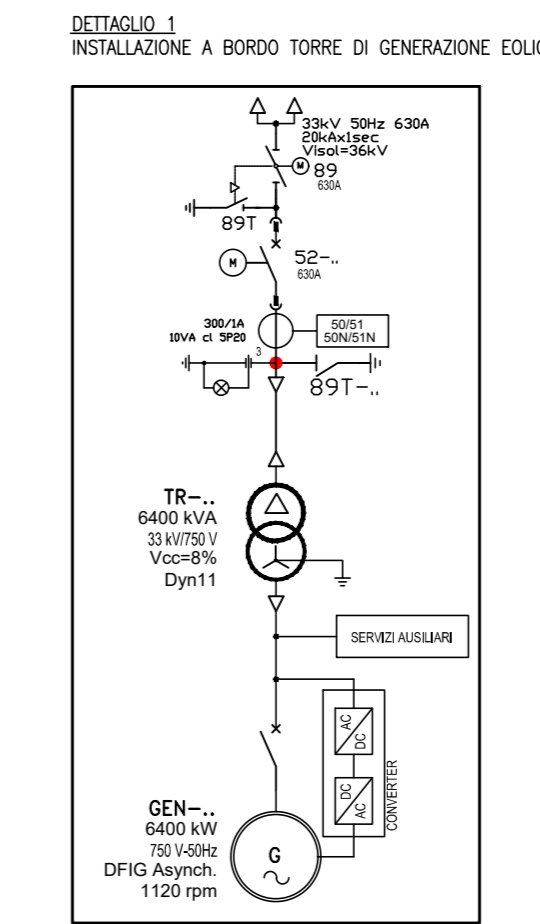 DETTAGLIO 1
INSTALLAZIONE A BORDO TORRE DI GENERAZIONE EOLIC
33kV 50Hz 630A
20kAx1sec
Visol=36kV
M
89
630A
89T
M
52-..
630A
300/1A
10VA cl 5P20
50/51
50N/51N
3
89T-..
TR-..
6400 kVA
33 kV/750 V
Vcc=8%
Dyn11
SERVIZI AUSILIARI
AC
DC
DC
AC
CONVERTER
GEN-..
6400 kW
750 V-50Hz
DFIG Asynch.
1120 rpm
G